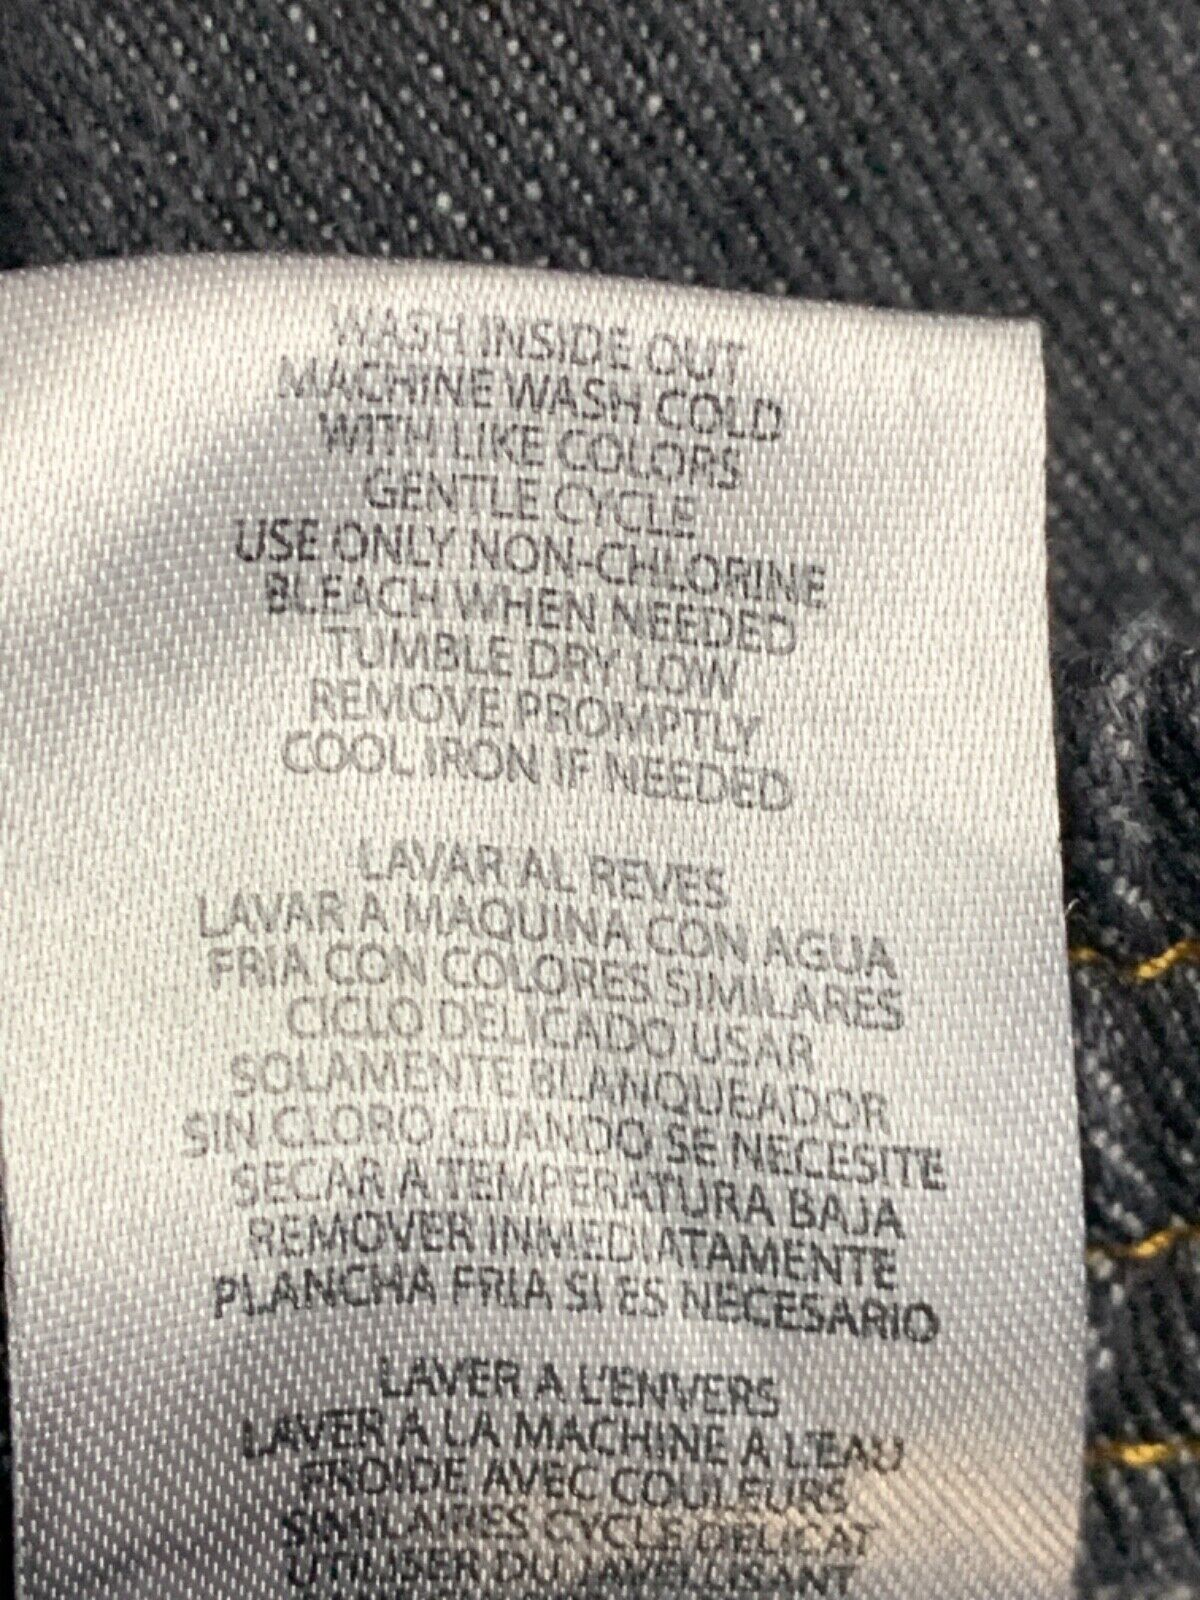 WASH INSIDE OUT
MACHINE WASH COLD
WITH LIKE COLORS
GENTLE CYCLE
USE ONLY NON-CHLORINE
BLEACH WHEN NEEDED
TUMBLE DRY LOW
REMOVE PROMPTLY
COOL IRON IF NEEDED
LAVAR AL REVES
LAVAR A MAQUINA CON AGUA
FRIA CON COLORES SIMILARES
CICLO DELICADO USAR
SOLAMENTE BLANQUEADOR
SIN CLORO CUANDO SE NECESITE
SECAR A TEMPERATURA BAJA
REMOVER INMEDIATAMENTE
PLANCHA FRIA SI ES NECESARIO
LAVER A L'ENVERS
LAVER A LA MACHINE A L'EAU
FROIDE AVEC COULEURS
SIMILAIRES CYCLE DELICAT
UTILISER DU JAVELLISANT